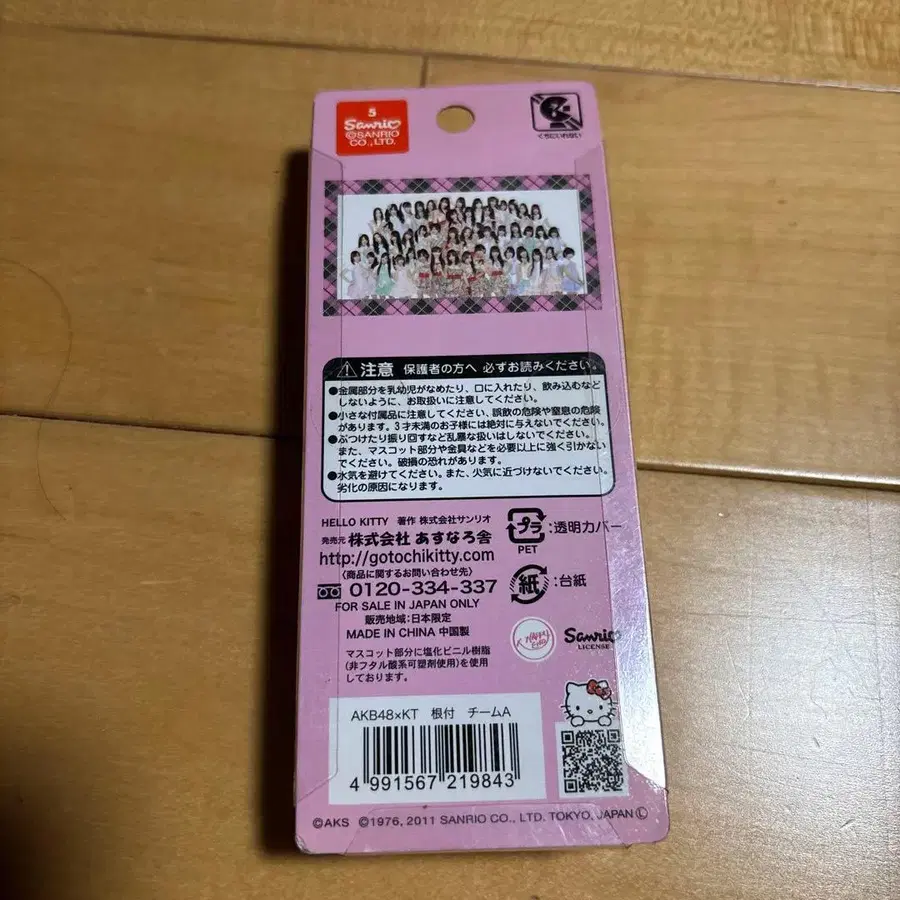 5
Sanrio
©SANRIO
CO., LTD.
くちにいれない
注意 保護者の方へ 必ずお読みください。
●金属部分を乳幼児がなめたり、口に入れたり、飲み込むなど
しないように、お取扱いに注意してください。
●小さな付属品に注意してください、誤飲の危険や窒息の危険
があります。3才未満のお子様には絶対に与えないでください。
●ぶつけたり振り回すなど乱暴な扱いはしないでください。
また、マスコット部分や金具などを必要以上に強く引かない
でください。破損の恐れがあります。
●水気を避けてください。また、火気に近づけないでください。
劣化の原因になります。
HELLO KITTY 著作 株式会社サンリオ
発売元 株式会社 あすなろ舎
http://gotochikitty.com
〈商品に関するお問い合わせ先〉
0120-334-337
FOR SALE IN JAPAN ONLY
販売地域:日本限定
MADE IN CHINA 中国製
マスコット部分に塩化ビニル樹脂
(非フタル酸系可塑剤使用)を使用
しております。
プラ :透明カバー
PET
紙 :台紙
Sanrio
LICENSE
AKB48×KT 根付 チームA
4 991567 219843
©AKS ©1976, 2011 SANRIO CO., LTD. TOKYO, JAPAN Ⓛ